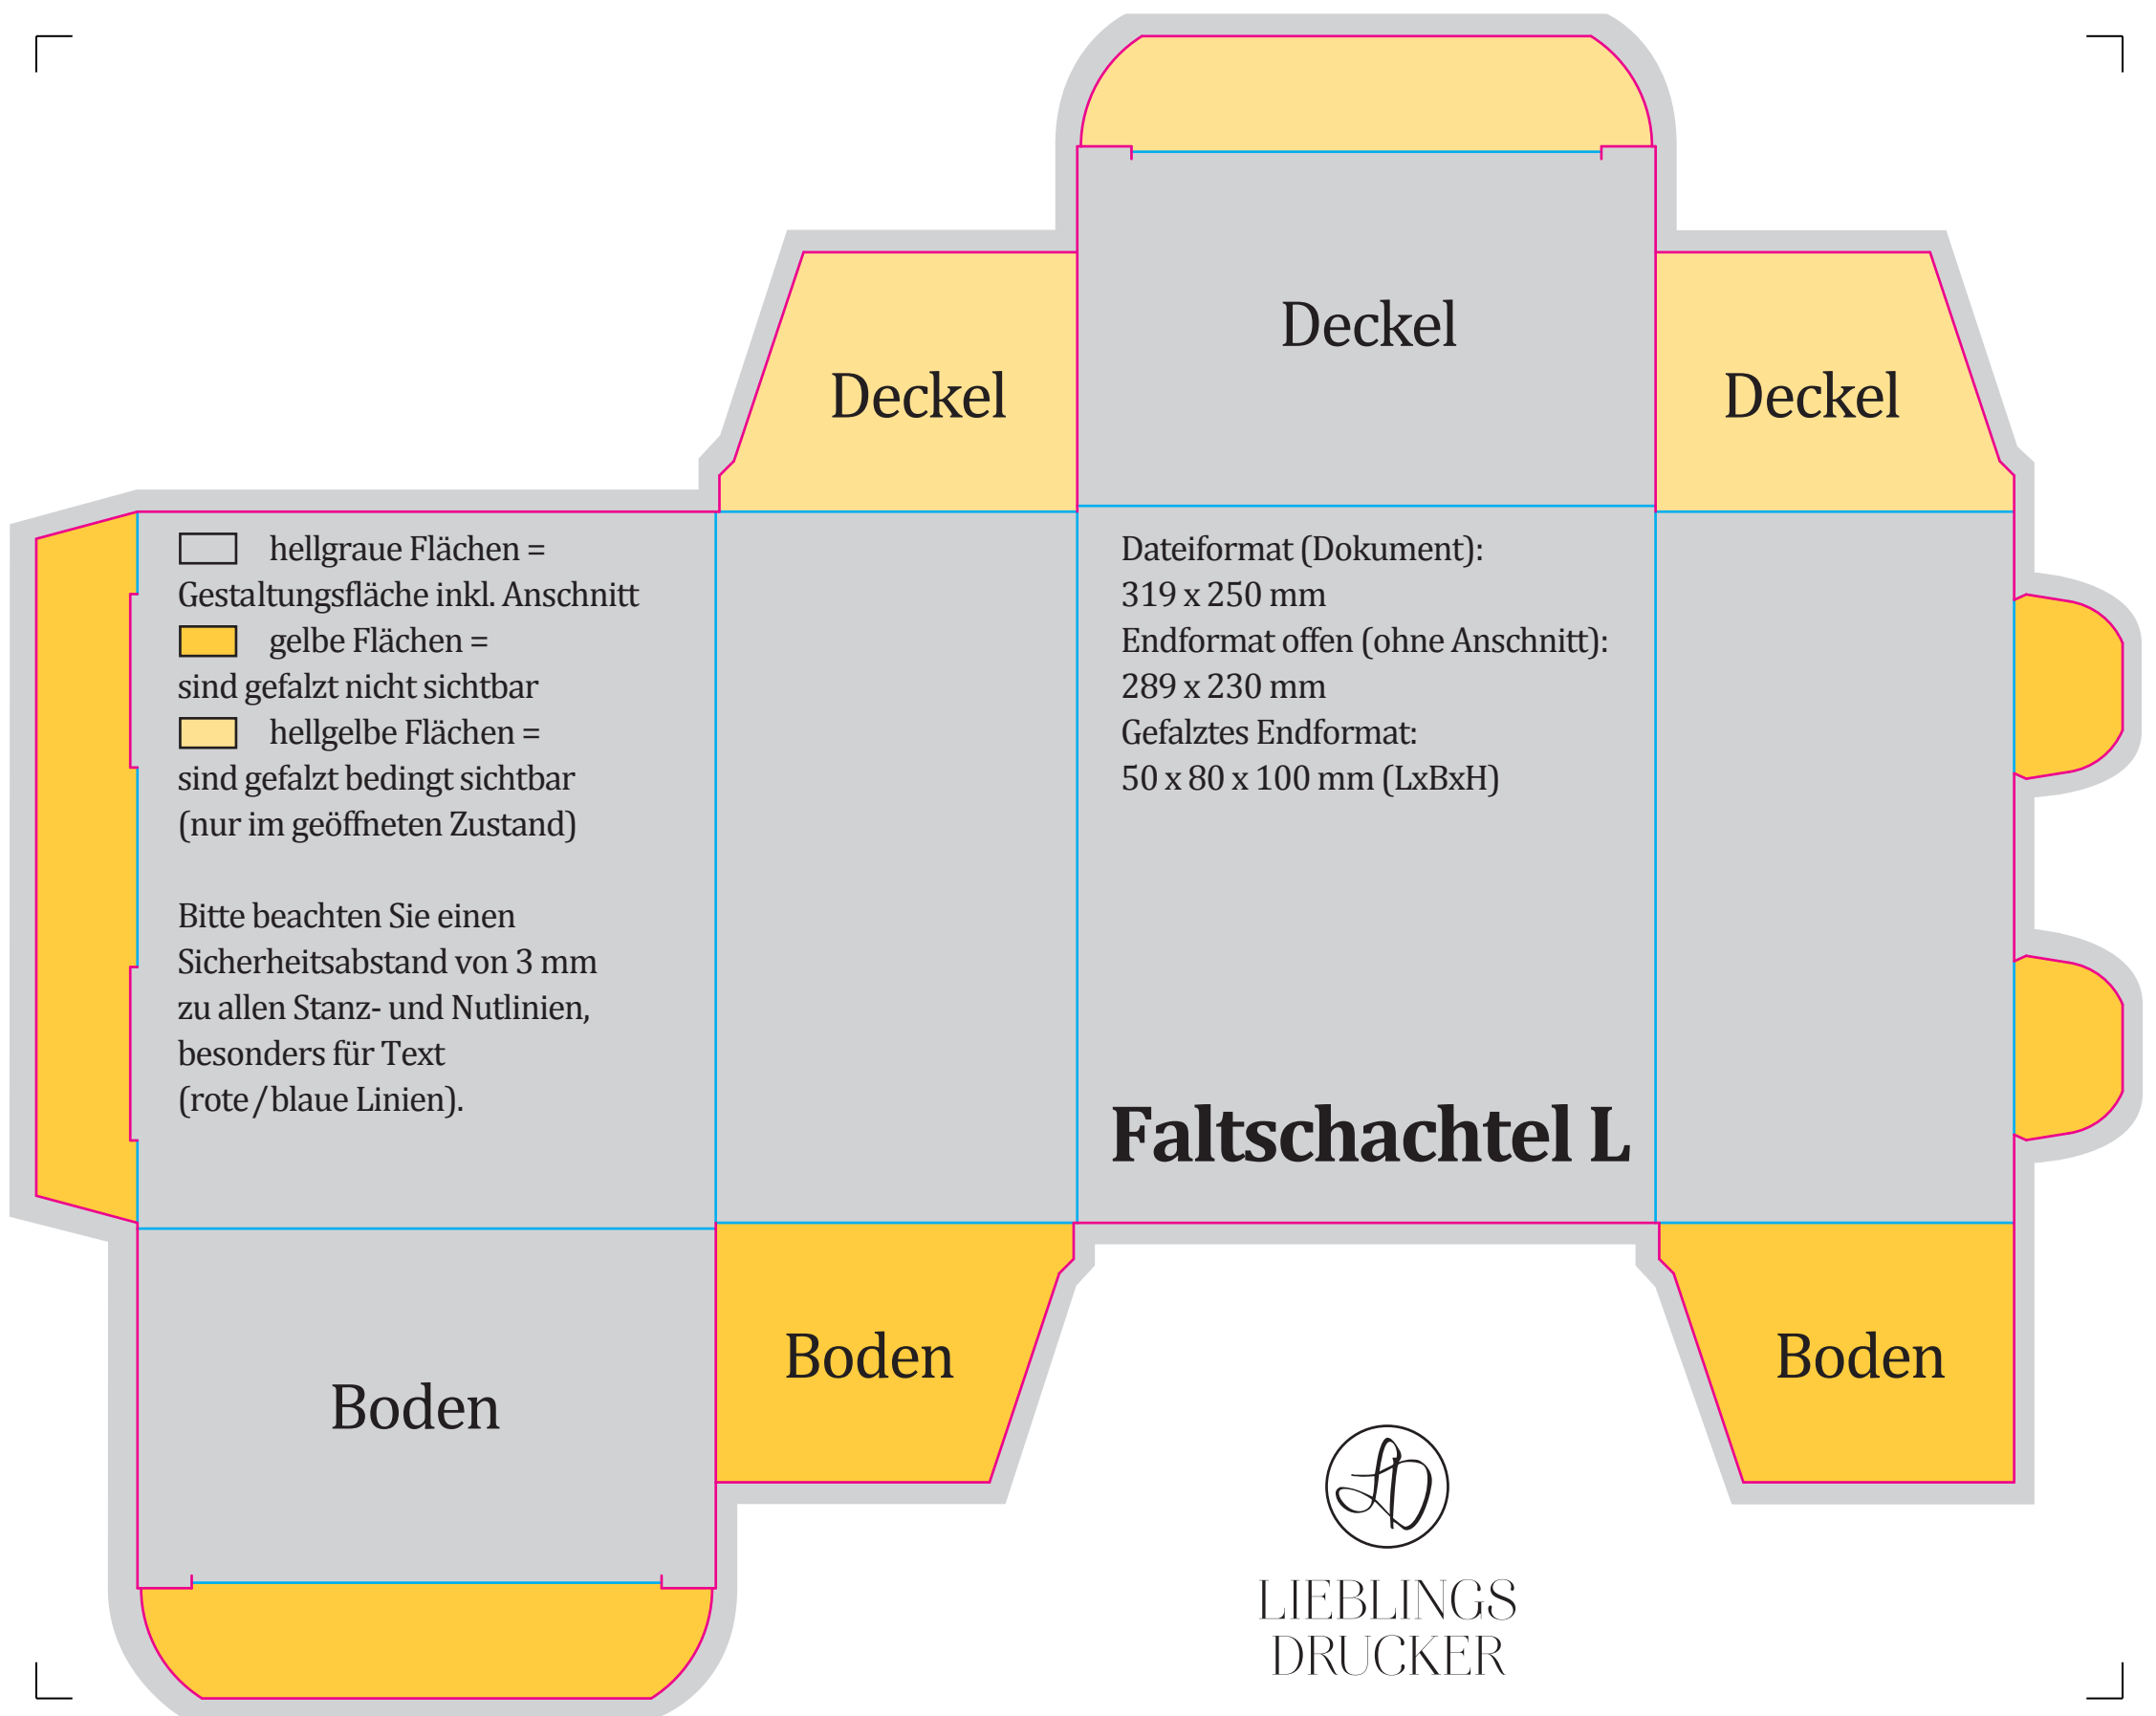 Deckel
Deckel
Deckel
hellgraue Flächen =
Gestaltungsfläche inkl. Anschnitt
gelbe Flächen =
sind gefalzt nicht sichtbar
hellgelbe Flächen =
sind gefalzt bedingt sichtbar
(nur im geöffneten Zustand)
Bitte beachten Sie einen
Sicherheitsabstand von 3 mm
zu allen Stanz- und Nutlinien,
besonders für Text
(rote/blaue Linien).
Dateiformat (Dokument):
319 x 250 mm
Endformat offen (ohne Anschnitt):
289 x 230 mm
Gefalztes Endformat:
50 x 80 x 100 mm (LxBxH)
Faltschachtel L
Boden
Boden
Boden
LD
LIEBLINGS
DRUCKER